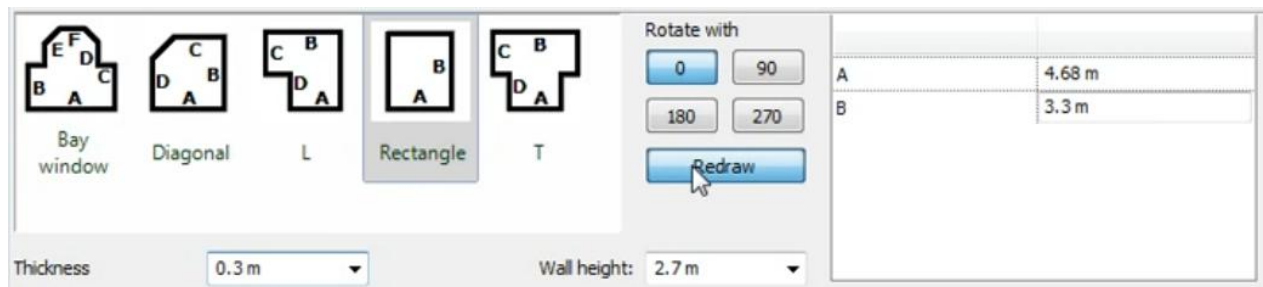 E F D
B C
A
Bay
window
C
D B
A
Diagonal
B
C
D
A
L
B
A
Rectangle
B
C
D A
T
Rotate with
0 90
180 270
Redraw
A 4.68 m
B 3.3 m
Thickness 0.3 m
Wall height: 2.7 m